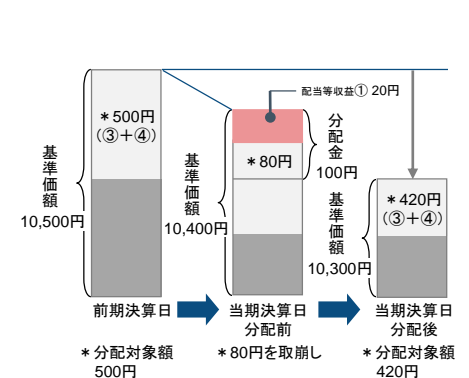 配当等収益① 20円
＊500円
（③＋④）
基準価額
10,500円
分配金
100円
＊80円
基準価額
10,400円
＊420円
（③＋④）
基準価額
10,300円
前期決算日
当期決算日
分配前
当期決算日
分配後
＊分配対象額
500円
＊80円を取崩し
＊分配対象額
420円